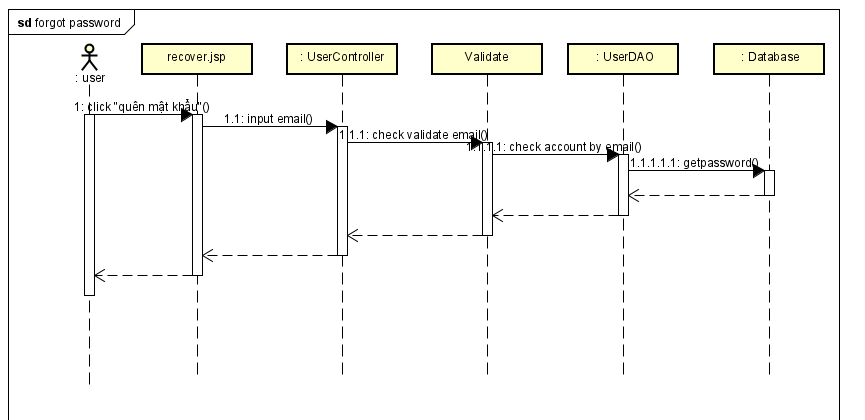 sd forgot password
: user
recover.jsp
: UserController
Validate
: UserDAO
: Database
1: click "quên mật khẩu"()
1.1: input email()
1.1.1: check validate email()
1.1.1.1: check account by email()
1.1.1.1.1: getpassword()